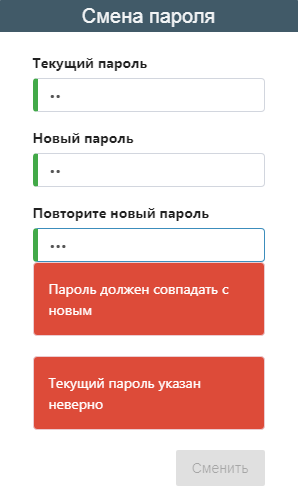 Смена пароля
Текущий пароль
••
Новый пароль
••
Повторите новый пароль
•••
Пароль должен совпадать с
новым
Текущий пароль указан
неверно
Сменить